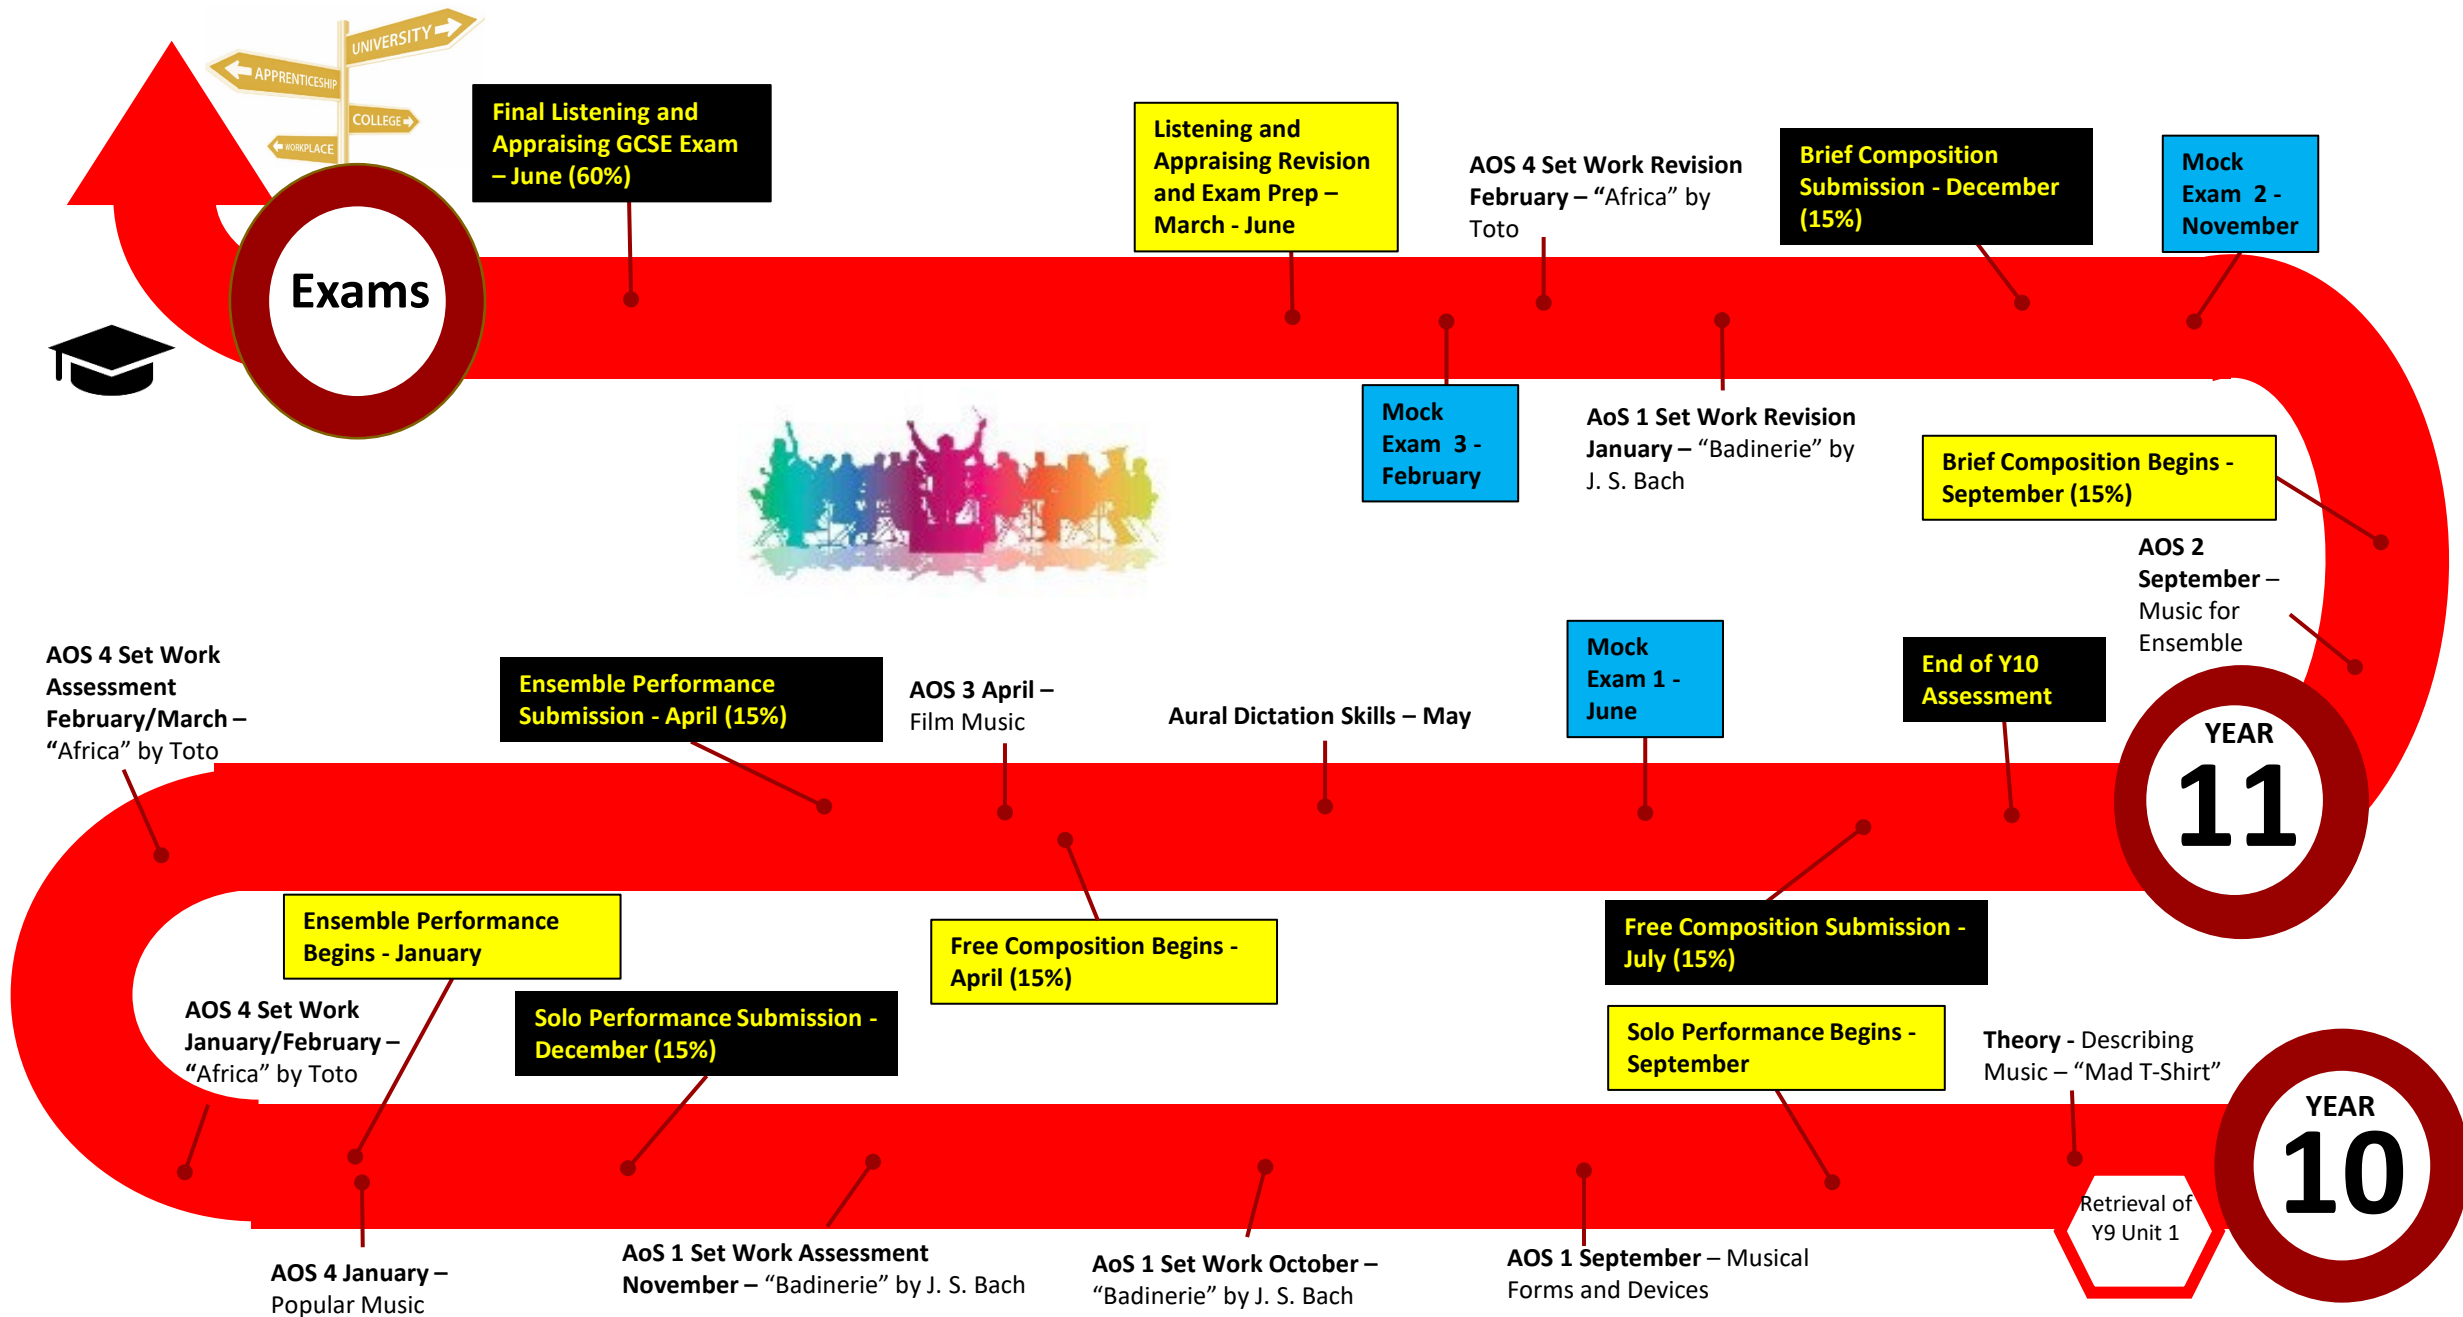 UNIVERSITY
APPRENTICESHIP
COLLEGE
WORKPLACE
Final Listening and
Appraising GCSE Exam
– June (60%)
Listening and
Appraising Revision
and Exam Prep –
March - June
AOS 4 Set Work Revision
February – “Africa” by
Toto
Brief Composition
Submission - December
(15%)
Mock
Exam 2 -
November
Exams
Mock
Exam 3 -
February
AoS 1 Set Work Revision
January – “Badinerie” by
J. S. Bach
Brief Composition Begins -
September (15%)
AOS 2
September –
Music for
Ensemble
AOS 4 Set Work
Assessment
February/March –
“Africa” by Toto
Ensemble Performance
Submission - April (15%)
AOS 3 April –
Film Music
Aural Dictation Skills – May
Mock
Exam 1 -
June
End of Y10
Assessment
YEAR
11
Ensemble Performance
Begins - January
Free Composition Begins -
April (15%)
Free Composition Submission -
July (15%)
AOS 4 Set Work
January/February –
“Africa” by Toto
Solo Performance Submission -
December (15%)
Solo Performance Begins -
September
Theory - Describing
Music – “Mad T-Shirt”
YEAR
10
Retrieval of
Y9 Unit 1
AOS 4 January –
Popular Music
AoS 1 Set Work Assessment
November – “Badinerie” by J. S. Bach
AoS 1 Set Work October –
“Badinerie” by J. S. Bach
AOS 1 September – Musical
Forms and Devices